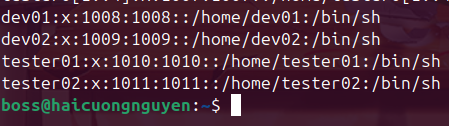 dev01:x:1008:1008::/home/dev01:/bin/sh
dev02:x:1009:1009::/home/dev02:/bin/sh
tester01:x:1010:1010::/home/tester01:/bin/sh
tester02:x:1011:1011::/home/tester02:/bin/sh
boss@haicuongnguyen:~$